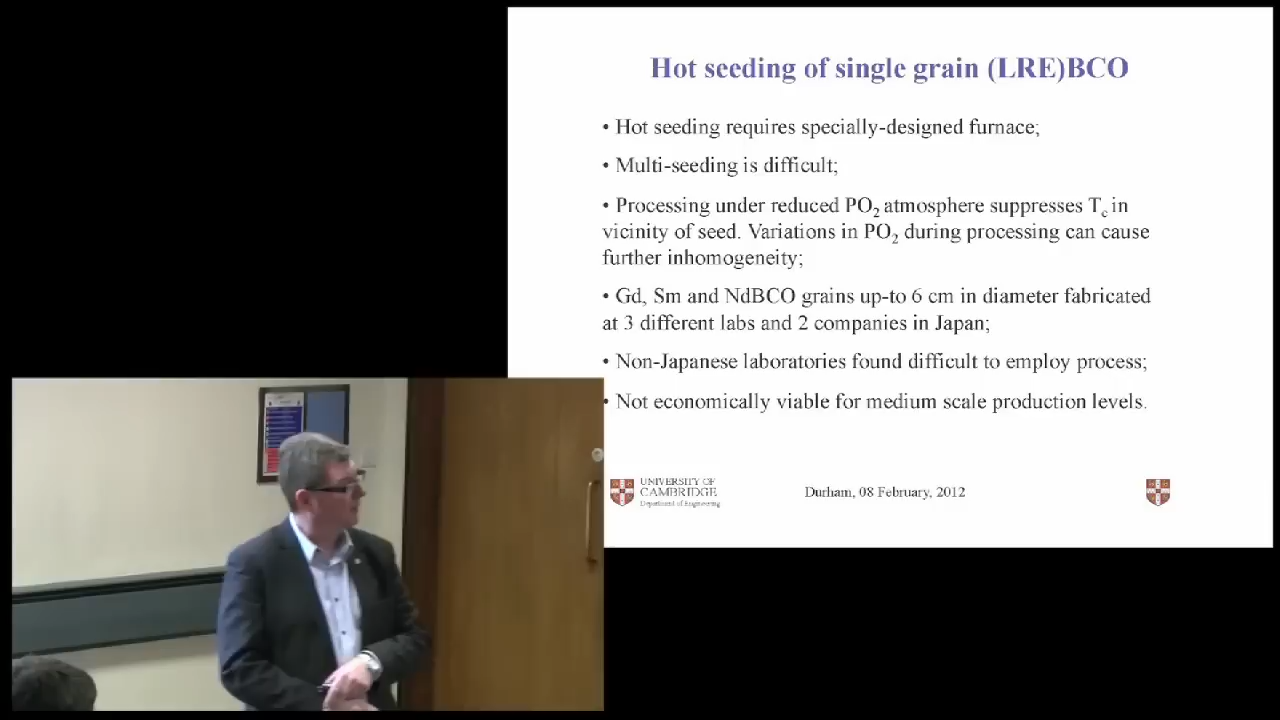 Hot seeding of single grain (LRE)BCO
• Hot seeding requires specially-designed furnace;
• Multi-seeding is difficult;
• Processing under reduced PO₂ atmosphere suppresses T꜀ in
vicinity of seed. Variations in PO₂ during processing can cause
further inhomogeneity;
• Gd, Sm and NdBCO grains up-to 6 cm in diameter fabricated
at 3 different labs and 2 companies in Japan;
• Non-Japanese laboratories found difficult to employ process;
• Not economically viable for medium scale production levels.
UNIVERSITY OF
CAMBRIDGE
Department of Engineering
Durham, 08 February, 2012